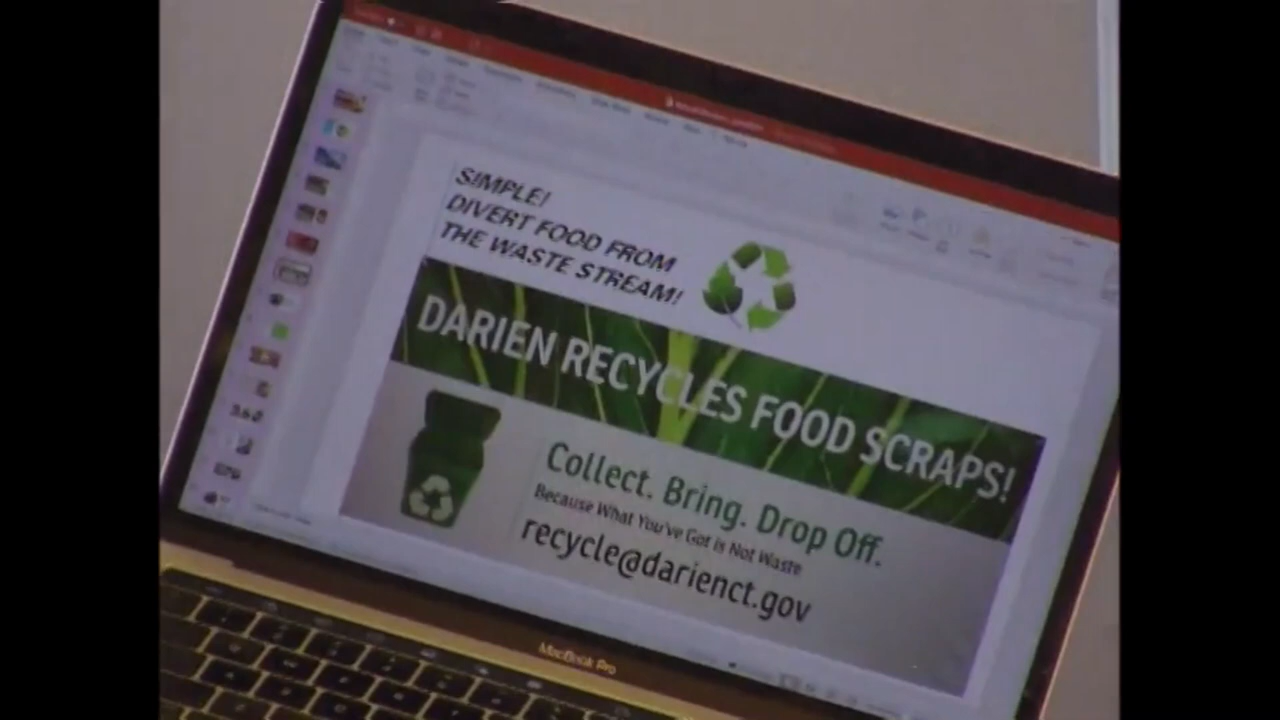 SIMPLE!
DIVERT FOOD FROM
THE WASTE STREAM!
DARIEN RECYCLES FOOD SCRAPS!
Collect. Bring. Drop Off.
Because What You've Got is Not Waste
recycle@darienct.gov
MacBook Pro